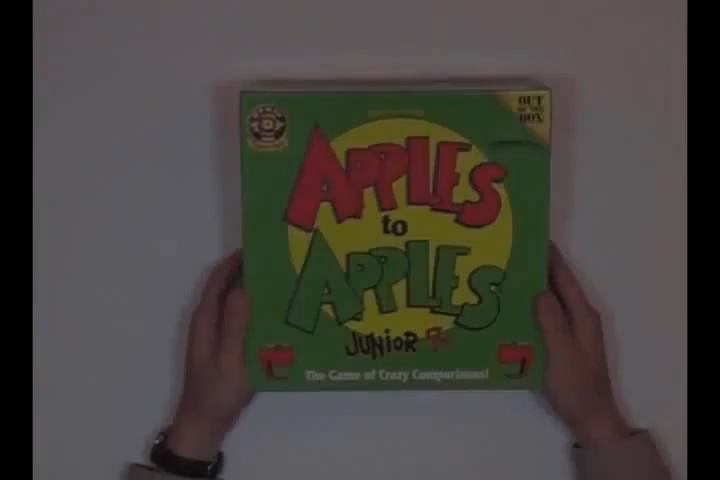 OUT
OF THE
BOX
APPLES
to
APPLES
JUNIOR
The Game of Crazy Comparisons!